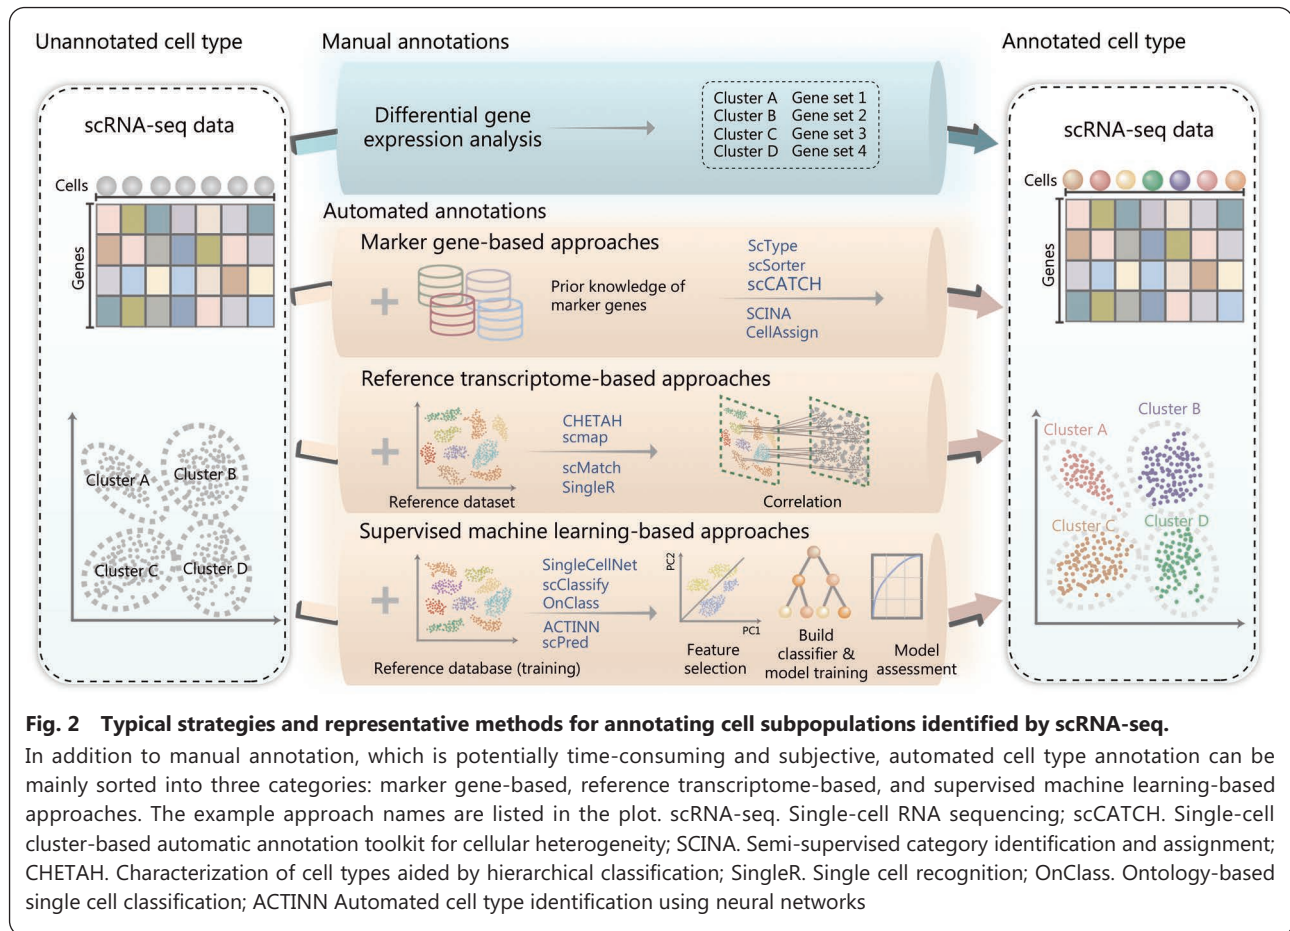 Unannotated cell type
scRNA-seq data
Cells
Genes
Cluster A
Cluster B
Cluster C
Cluster D
Manual annotations
Differential gene
expression analysis
Cluster A Gene set 1
Cluster B Gene set 2
Cluster C Gene set 3
Cluster D Gene set 4
Automated annotations
Marker gene-based approaches
Prior knowledge of
marker genes
ScType
scSorter
scCATCH
SCINA
CellAssign
Reference transcriptome-based approaches
Reference dataset
CHETAH
scmap
scMatch
SingleR
Correlation
Supervised machine learning-based approaches
Reference database (training)
SingleCellNet
scClassify
OnClass
ACTINN
scPred
PC2
PC1
Feature
selection
Build
classifier &
model training
Model
assessment
Annotated cell type
scRNA-seq data
Cells
Genes
Cluster A
Cluster B
Cluster C
Cluster D
Fig. 2 Typical strategies and representative methods for annotating cell subpopulations identified by scRNA-seq.
In addition to manual annotation, which is potentially time-consuming and subjective, automated cell type annotation can be
mainly sorted into three categories: marker gene-based, reference transcriptome-based, and supervised machine learning-based
approaches. The example approach names are listed in the plot. scRNA-seq. Single-cell RNA sequencing; scCATCH. Single-cell
cluster-based automatic annotation toolkit for cellular heterogeneity; SCINA. Semi-supervised category identification and assignment;
CHETAH. Characterization of cell types aided by hierarchical classification; SingleR. Single cell recognition; OnClass. Ontology-based
single cell classification; ACTINN Automated cell type identification using neural networks